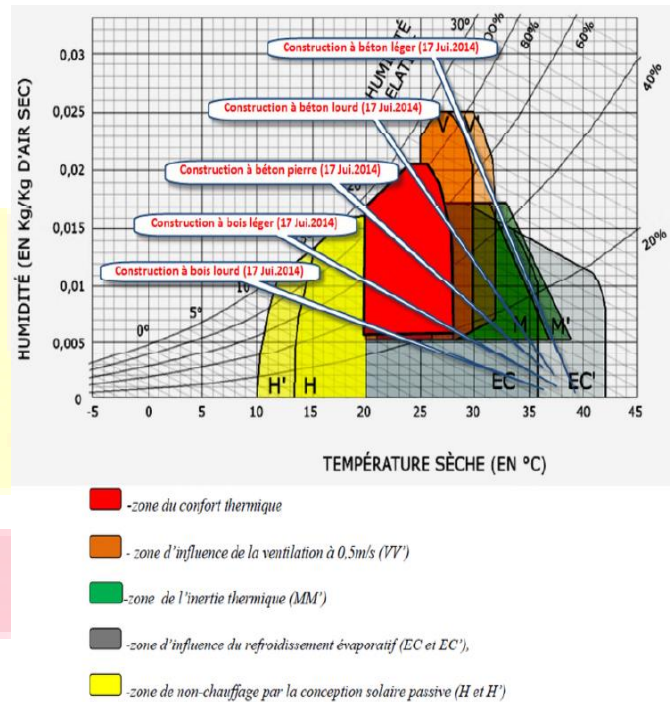 30°
100%
80%
60%
40%
20%
HUMIDITÉ
RELATI
0,03
0,025
0,02
0,015
0,01
0,005
0
HUMIDITÉ (EN Kg/Kg D'AIR SEC)
Construction à béton léger (17 Jui.2014)
Construction à béton lourd (17 Jui.2014)
Construction à béton pierre (17 Jui.2014)
Construction à bois léger (17 Jui.2014)
Construction à bois lourd (17 Jui.2014)
V V'
20
10
5°
0°
M M'
H' H
EC EC'
-5 0 5 10 15 20 25 30 35 40 45
TEMPÉRATURE SÈCHE (EN °C)
-zone du confort thermique
- zone d'influence de la ventilation à 0,5m/s (VV')
-zone de l'inertie thermique (MM')
-zone d'influence du refroidissement évaporatif (EC et EC'),
-zone de non-chauffage par la conception solaire passive (H et H')